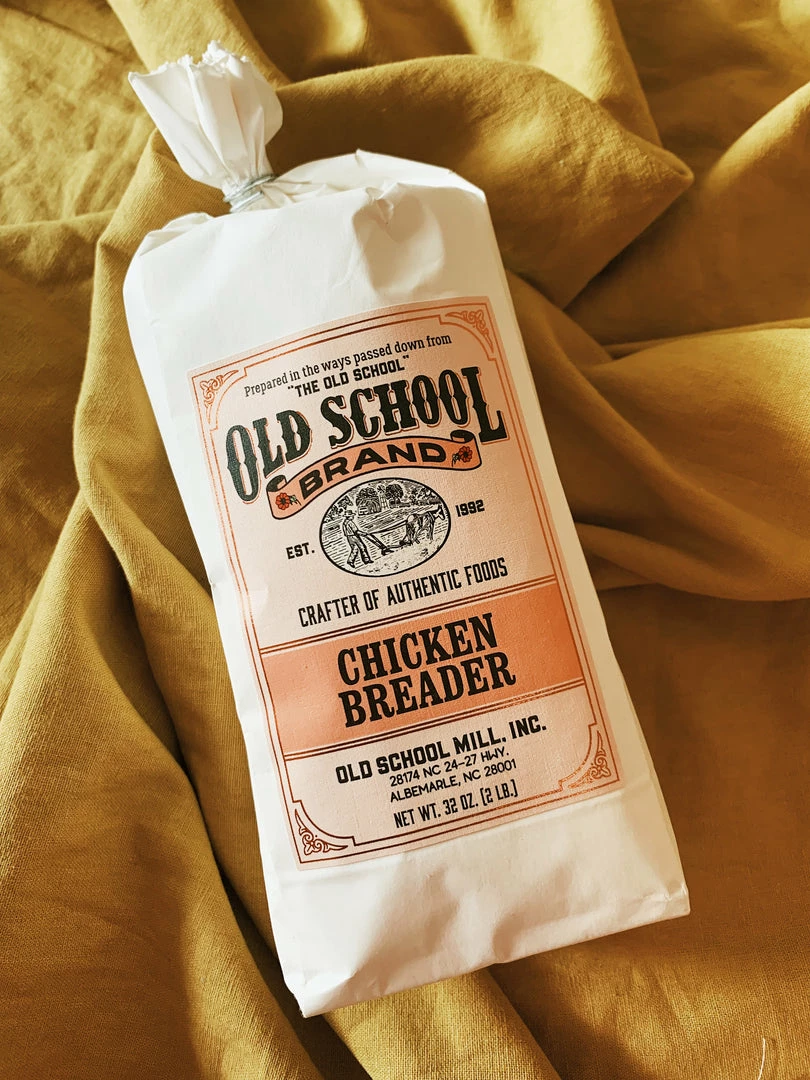 Prepared in the ways passed down from
"THE OLD SCHOOL"
OLD SCHOOL
BRAND
EST. 1992
CRAFTER OF AUTHENTIC FOODS
CHICKEN
BREADER
OLD SCHOOL MILL, INC.
28174 NC 24-27 HWY.
ALBEMARLE, NC 28001
NET WT. 32 OZ. (2 LB.)